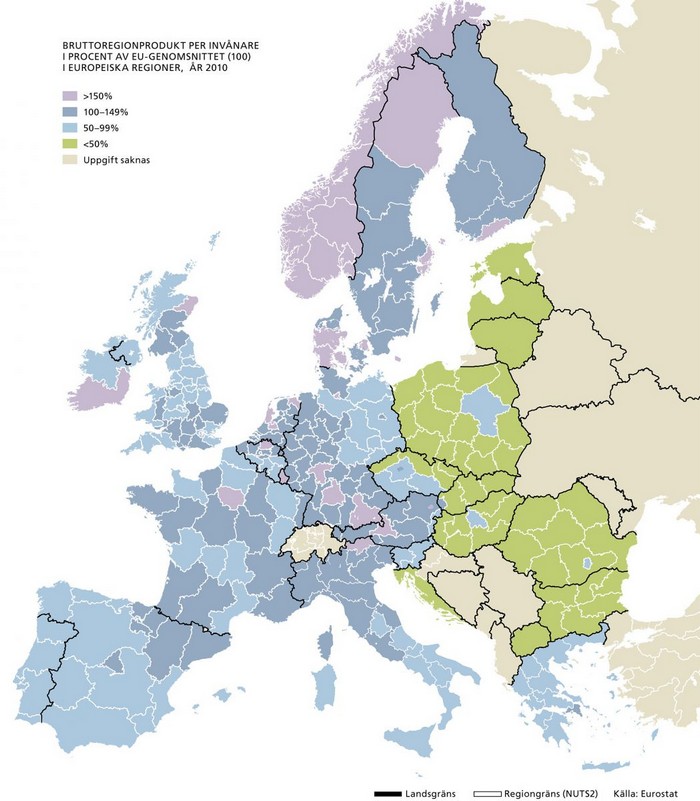 BRUTTOREGIONPRODUKT PER INVÅNARE
I PROCENT AV EU-GENOMSNITTET (100)
I EUROPEISKA REGIONER, ÅR 2010
>150%
100–149%
50–99%
<50%
Uppgift saknas
Landsgräns Regiongräns (NUTS2) Källa: Eurostat